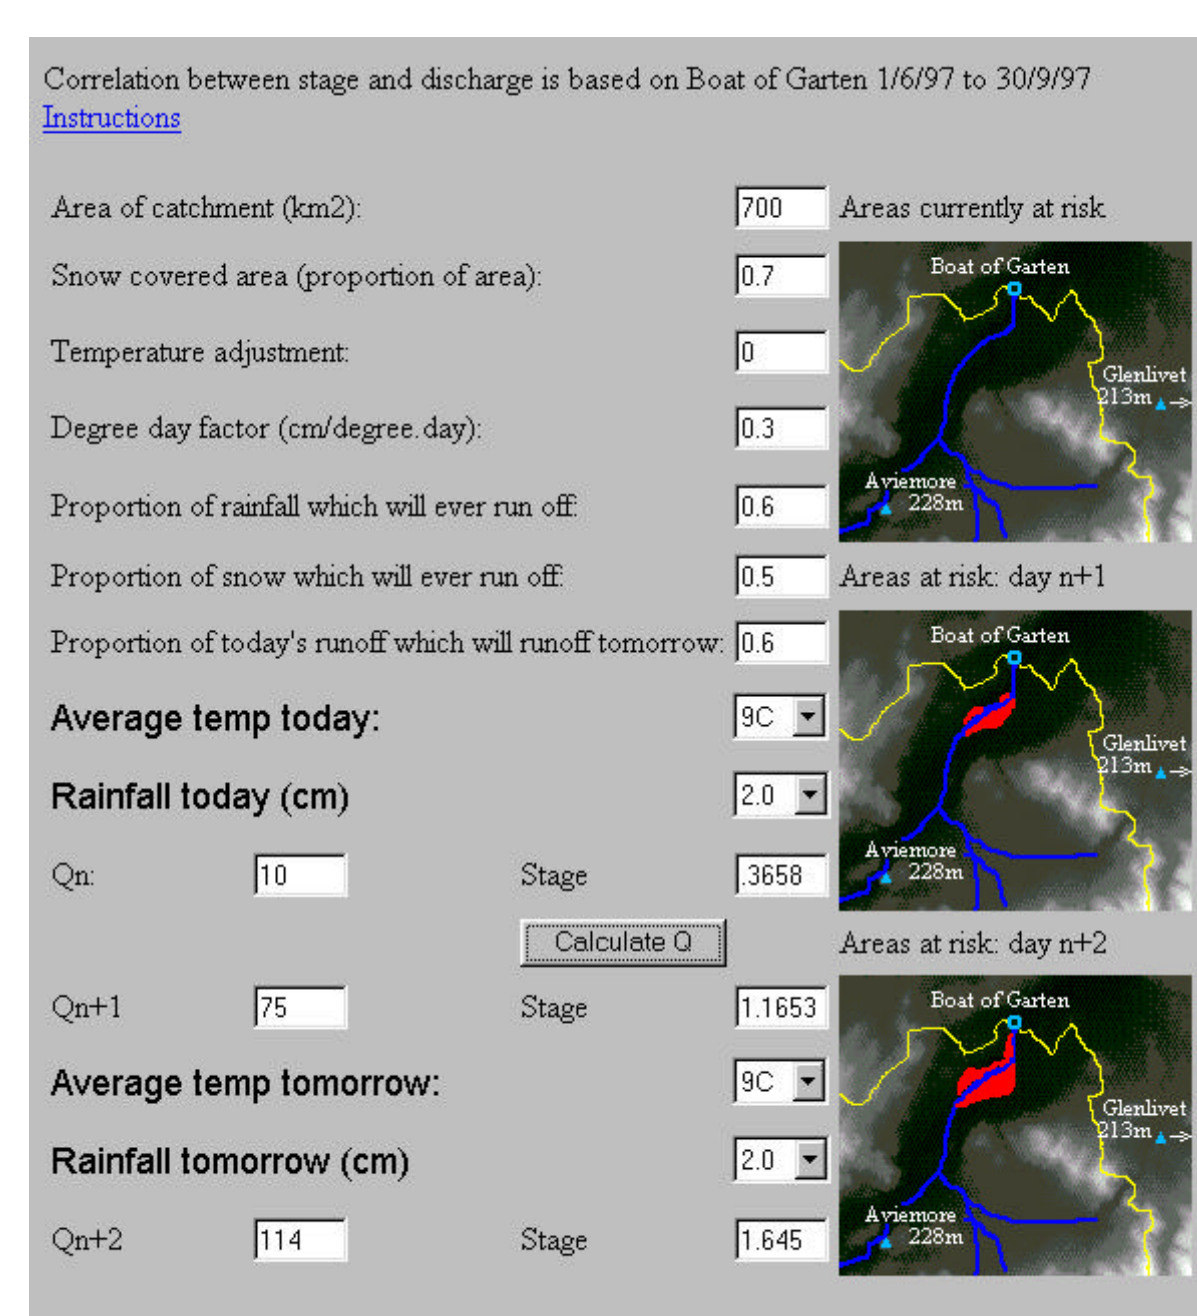 Correlation between stage and discharge is based on Boat of Garten 1/6/97 to 30/9/97
Instructions
Area of catchment (km2): 700 Areas currently at risk
Snow covered area (proportion of area): 0.7
Boat of Garten
Temperature adjustment: 0
Glenlivet
213m
Degree day factor (cm/degree.day): 0.3
Aviemore
228m
Proportion of rainfall which will ever run off: 0.6
Proportion of snow which will ever run off: 0.5 Areas at risk: day n+1
Proportion of today's runoff which will runoff tomorrow: 0.6
Boat of Garten
Average temp today: 9C
Glenlivet
213m
Rainfall today (cm) 2.0
Aviemore
228m
Qn: 10 Stage .3658
Calculate Q Areas at risk: day n+2
Qn+1 75 Stage 1.1653
Boat of Garten
Average temp tomorrow: 9C
Glenlivet
213m
Rainfall tomorrow (cm) 2.0
Aviemore
228m
Qn+2 114 Stage 1.645